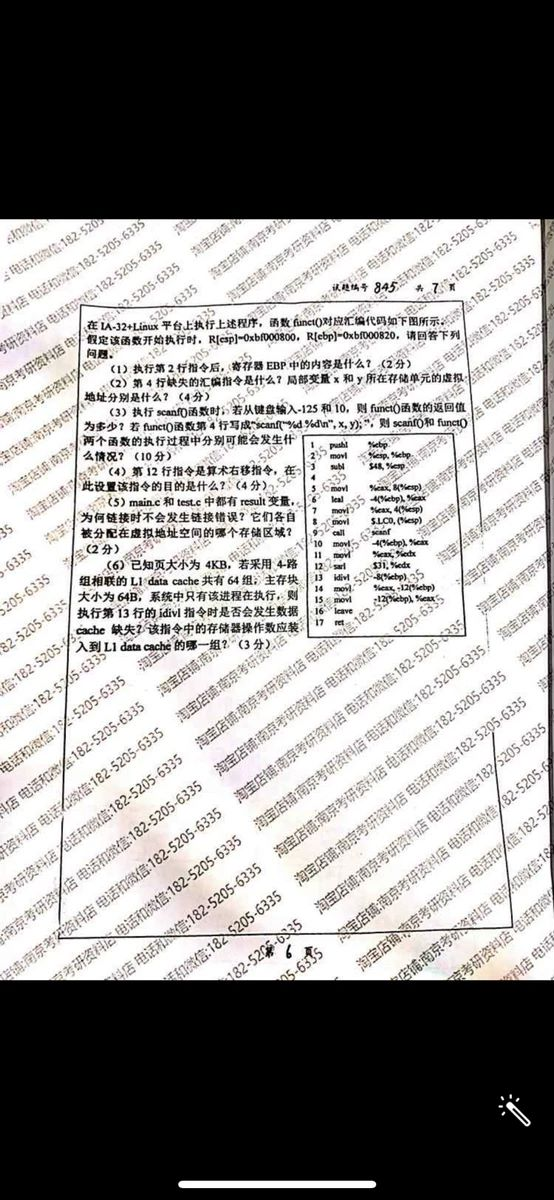 试题编号 845 共 7 页
在 IA-32+Linux 平台上执行上述程序，函数 funct()对应汇编代码如下图所示。
假定该函数开始执行时，R[esp]=0xbf000800，R[ebp]=0xbf000820，请回答下列
问题。
（1）执行第 2 行指令后，寄存器 EBP 中的内容是什么？（2 分）
（2）第 4 行缺失的汇编指令是什么？局部变量 x 和 y 所在存储单元的虚拟
地址分别是什么？（4 分）
（3）执行 scanf()函数时，若从键盘输入-125 和 10，则 funct()函数的返回值
为多少？若 funct()函数第 4 行写成"scanf("%d %d\n", x, y); "，则 scanf()和 funct()
两个函数的执行过程中分别可能会发生什
么情况？（10 分）
（4）第 12 行指令是算术右移指令，在
此设置该指令的目的是什么？（4 分）
（5）main.c 和 test.c 中都有 result 变量，
为何链接时不会发生链接错误？它们各自
被分配在虚拟地址空间的哪个存储区域？
（2 分）
（6）已知页大小为 4KB，若采用 4-路
组相联的 L1 data cache 共有 64 组，主存块
大小为 64B，系统中只有该进程在执行，则
执行第 13 行的 idivl 指令时是否会发生数据
cache 缺失？该指令中的存储器操作数应装
入到 L1 data cache 的哪一组？（3 分）
1 pushl %ebp
2 movl %esp, %ebp
3 subl $48, %esp
4
5 movl %eax, 8(%esp)
6 leal -4(%ebp), %eax
7 movl %eax, 4(%esp)
8 movl $.LC0, (%esp)
9 call scanf
10 movl -4(%ebp), %eax
11 movl %eax, %edx
12 sarl $31, %edx
13 idivl -8(%ebp)
14 movl %eax, -12(%ebp)
15 movl -12(%ebp), %eax
16 leave
17 ret
第 6 页
淘宝店铺:南京考研资料店 电话和微信:182-5205-6335